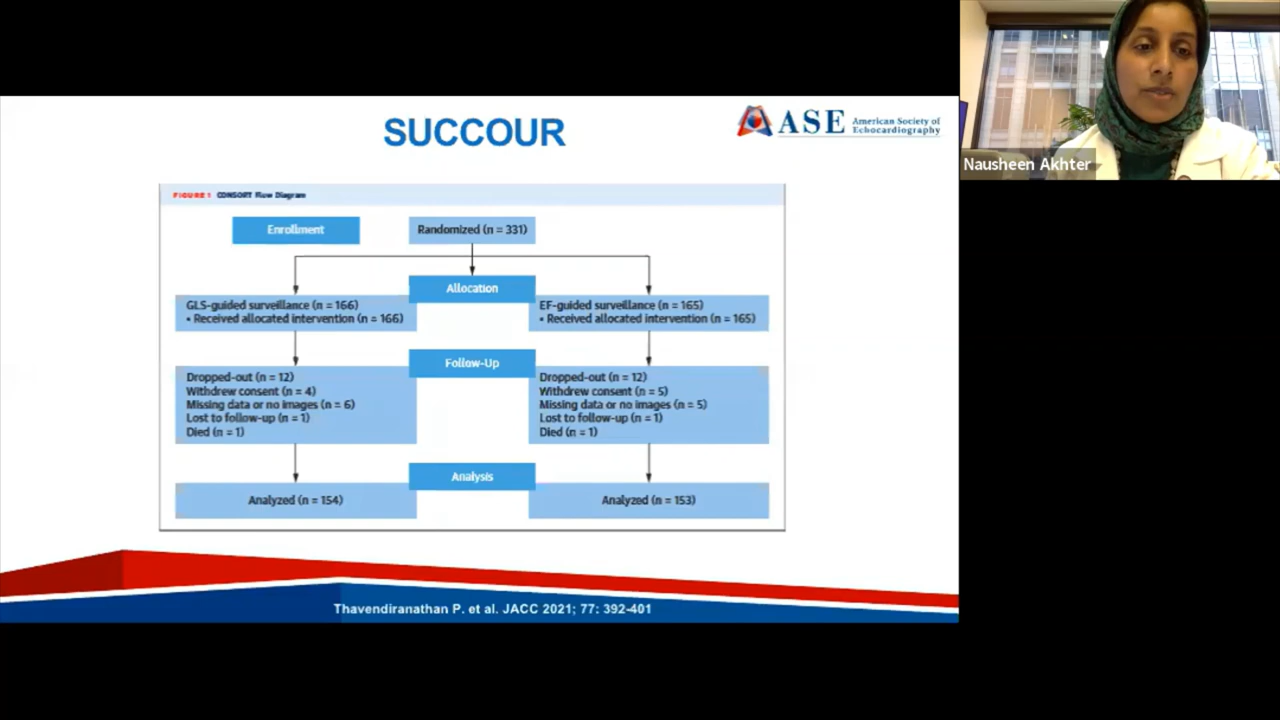 SUCCOUR
ASE American Society of
Echocardiography
Nausheen Akhter
FIGURE 1 CONSORT Flow Diagram
Enrollment
Randomized (n = 331)
Allocation
GLS-guided surveillance (n = 166)
• Received allocated intervention (n = 166)
EF-guided surveillance (n = 165)
• Received allocated intervention (n = 165)
Follow-Up
Dropped-out (n = 12)
Withdrew consent (n = 4)
Missing data or no images (n = 6)
Lost to follow-up (n = 1)
Died (n = 1)
Dropped-out (n = 12)
Withdrew consent (n = 5)
Missing data or no images (n = 5)
Lost to follow-up (n = 1)
Died (n = 1)
Analysis
Analyzed (n = 154)
Analyzed (n = 153)
Thavendiranathan P. et al. JACC 2021; 77: 392-401